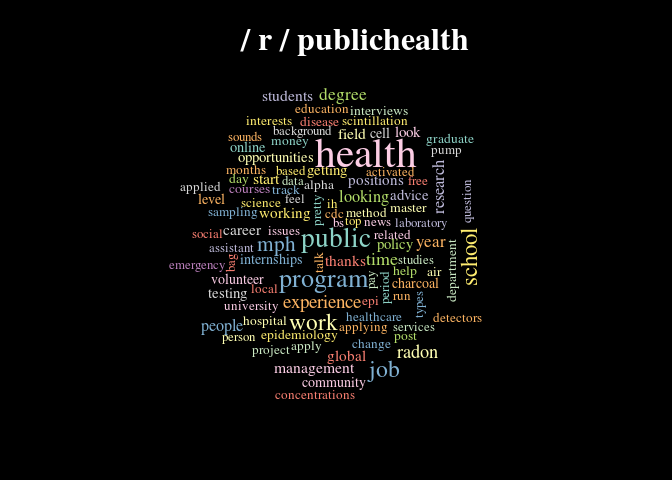 / r / publichealth
students degree
education interviews
interests disease scintillation
background field cell look
sounds money graduate
online health pump
opportunities
months based getting activated
day start data alpha positions free
applied courses track looking advice research question
level science feel pretty ih method master
sampling working cdc
bs top news laboratory
social career issues public related
assistant mph policy year school
emergency bag internships talk thanks time studies department
volunteer program pay period help air
testing local charcoal
university experience epi run types
people hospital work healthcare detectors
applying services
person epidemiology post
project apply change
global radon
management job
community
concentrations